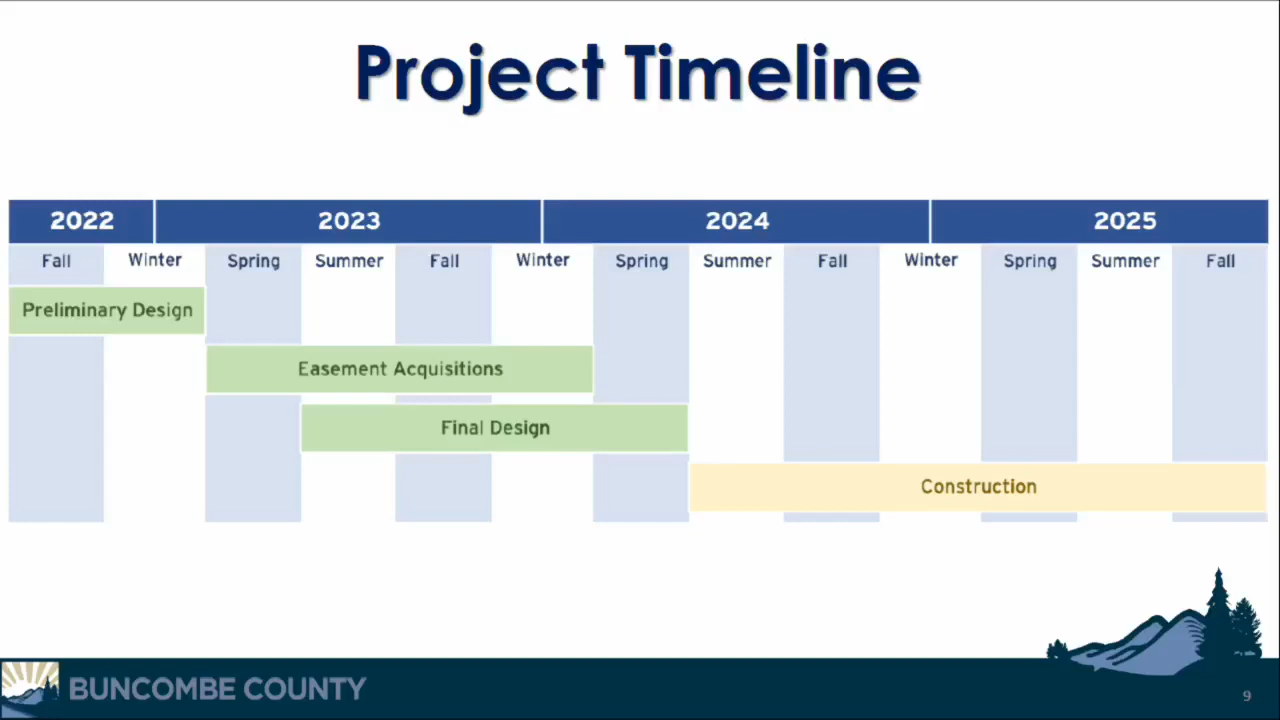 Project Timeline
2022 2023 2024 2025
Fall Winter Spring Summer Fall Winter Spring Summer Fall Winter Spring Summer Fall
Preliminary Design
Easement Acquisitions
Final Design
Construction
BUNCOMBE COUNTY
9